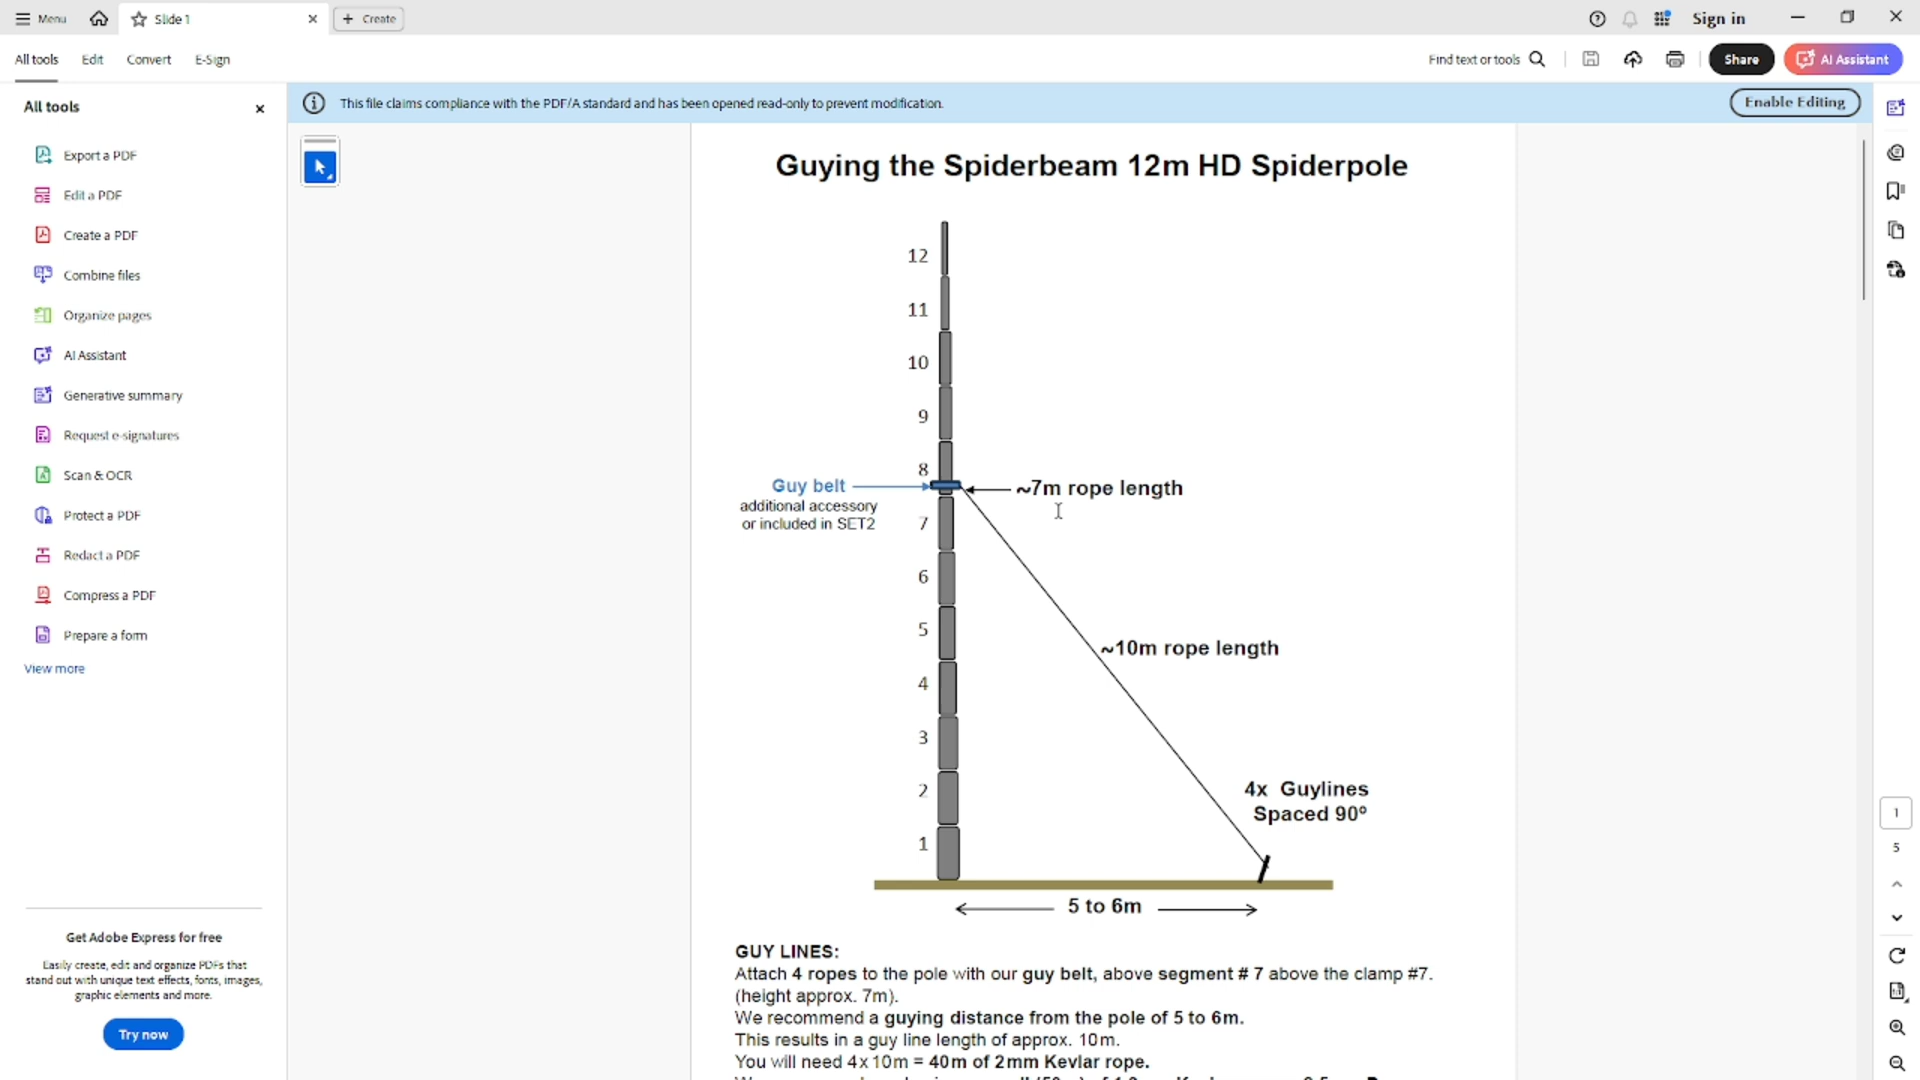 Menu
Slide 1
Create
Sign in
All tools
Edit
Convert
E-Sign
Find text or tools
Share
AI Assistant
All tools
This file claims compliance with the PDF/A standard and has been opened read-only to prevent modification.
Enable Editing
Export a PDF
Edit a PDF
Create a PDF
Combine files
Organize pages
AI Assistant
Generative summary
Request e-signatures
Scan & OCR
Protect a PDF
Redact a PDF
Compress a PDF
Prepare a form
View more
Get Adobe Express for free
Easily create, edit and organize PDFs that
stand out with unique text effects, fonts, images,
graphic elements and more.
Try now
Guying the Spiderbeam 12m HD Spiderpole
12
11
10
9
8
Guy belt
additional accessory
or included in SET2
~7m rope length
7
6
5
~10m rope length
4
3
2
4x Guylines
Spaced 90º
1
5 to 6m
GUY LINES:
Attach 4 ropes to the pole with our guy belt, above segment # 7 above the clamp #7.
(height approx. 7m).
We recommend a guying distance from the pole of 5 to 6m.
This results in a guy line length of approx. 10m.
You will need 4x10m = 40m of 2mm Kevlar rope.
1
5